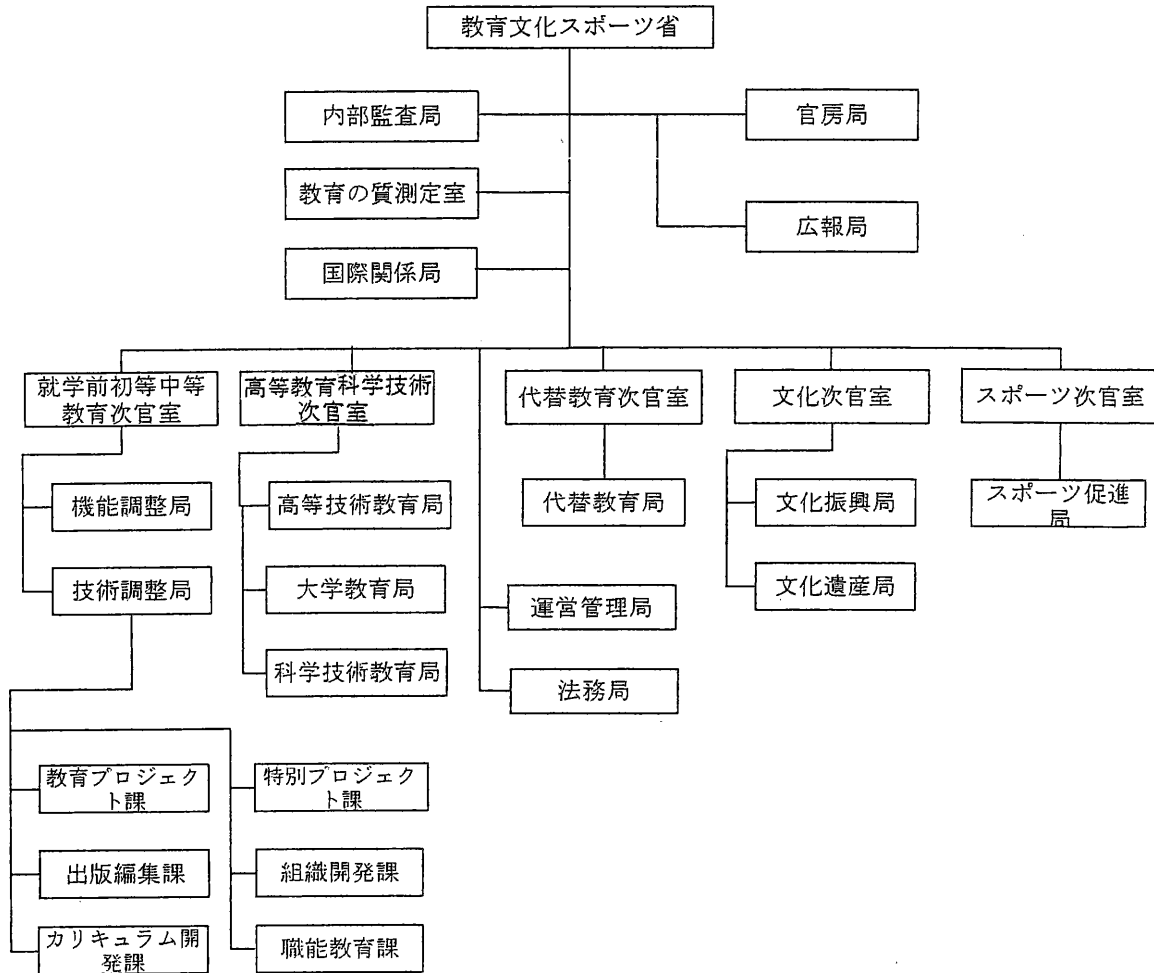 教育文化スポーツ省
内部監査局
官房局
教育の質測定室
広報局
国際関係局
就学前初等中等
教育次官室
高等教育科学技術
次官室
代替教育次官室
文化次官室
スポーツ次官室
機能調整局
高等技術教育局
代替教育局
文化振興局
スポーツ促進
局
技術調整局
大学教育局
運営管理局
文化遺産局
科学技術教育局
法務局
教育プロジェク
ト課
特別プロジェク
ト課
出版編集課
組織開発課
カリキュラム開
発課
職能教育課